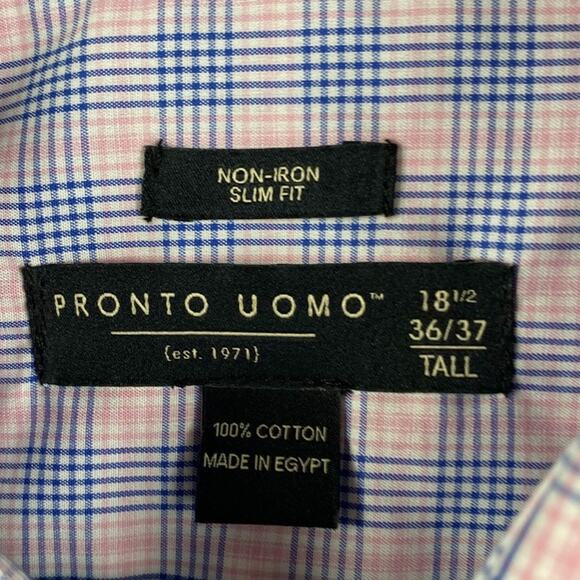 NON-IRON
SLIM FIT
PRONTO UOMO™
{est. 1971}
18 1/2
36/37
TALL
100% COTTON
MADE IN EGYPT